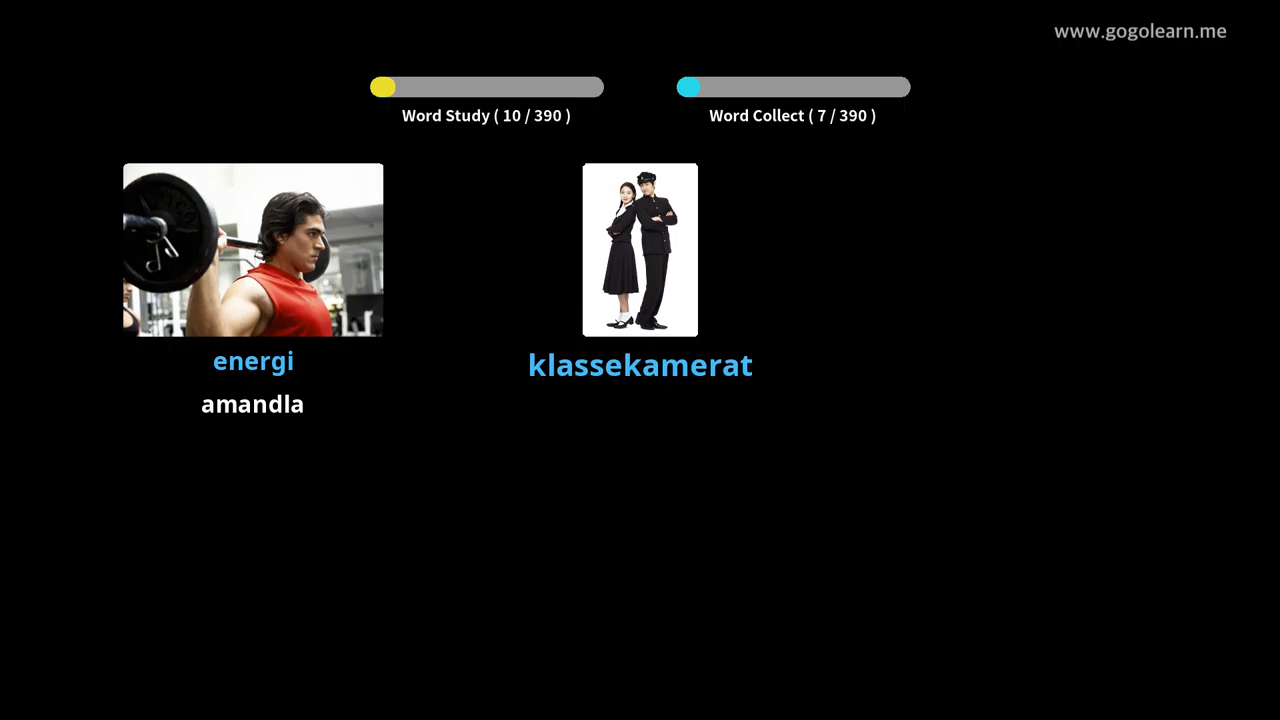 www.gogolearn.me
Word Study ( 10 / 390 )
Word Collect ( 7 / 390 )
energi
amandla
klassekamerat